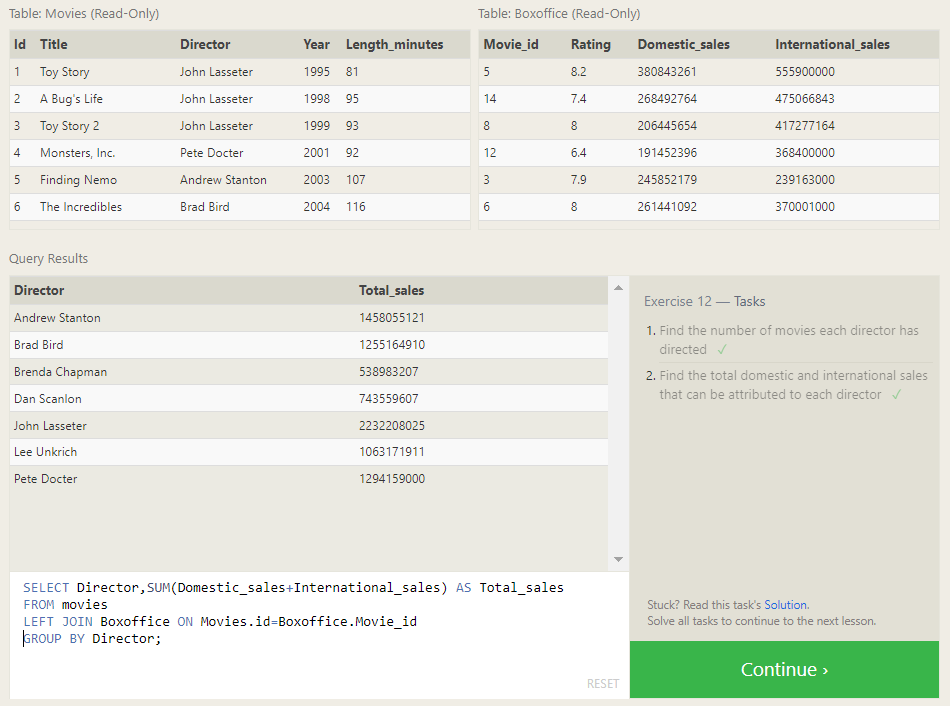 Table: Movies (Read-Only)
Id Title Director Year Length_minutes
1 Toy Story John Lasseter 1995 81
2 A Bug's Life John Lasseter 1998 95
3 Toy Story 2 John Lasseter 1999 93
4 Monsters, Inc. Pete Docter 2001 92
5 Finding Nemo Andrew Stanton 2003 107
6 The Incredibles Brad Bird 2004 116
Table: Boxoffice (Read-Only)
Movie_id Rating Domestic_sales International_sales
5 8.2 380843261 555900000
14 7.4 268492764 475066843
8 8 206445654 417277164
12 6.4 191452396 368400000
3 7.9 245852179 239163000
6 8 261441092 370001000
Query Results
Director Total_sales
Andrew Stanton 1458055121
Brad Bird 1255164910
Brenda Chapman 538983207
Dan Scanlon 743559607
John Lasseter 2232208025
Lee Unkrich 1063171911
Pete Docter 1294159000
SELECT Director,SUM(Domestic_sales+International_sales) AS Total_sales
FROM movies
LEFT JOIN Boxoffice ON Movies.id=Boxoffice.Movie_id
GROUP BY Director;
RESET
Exercise 12 — Tasks
1. Find the number of movies each director has
directed ✓
2. Find the total domestic and international sales
that can be attributed to each director ✓
Stuck? Read this task's Solution.
Solve all tasks to continue to the next lesson.
Continue ›